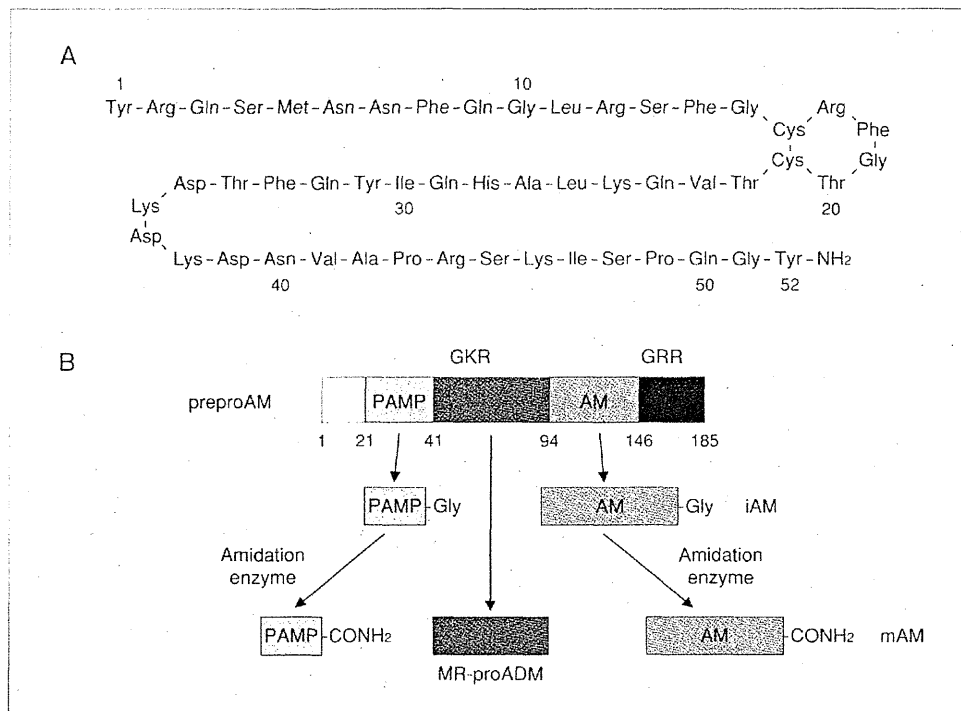 A
1 10
Tyr-Arg-Gln-Ser-Met-Asn-Asn-Phe-Gln-Gly-Leu-Arg-Ser-Phe-Gly
Cys Arg
Phe
Cys Gly
Asp-Thr-Phe-Gln-Tyr-Ile-Gln-His-Ala-Leu-Lys-Gln-Val-Thr Thr
Lys 30 20
Asp
Lys-Asp-Asn-Val-Ala-Pro-Arg-Ser-Lys-Ile-Ser-Pro-Gln-Gly-Tyr-NH2
40 50 52
B
GKR GRR
preproAM PAMP AM
1 21 41 94 146 185
PAMP-Gly AM-Gly iAM
Amidation Amidation
enzyme enzyme
PAMP-CONH2 AM-CONH2 mAM
MR-proADM